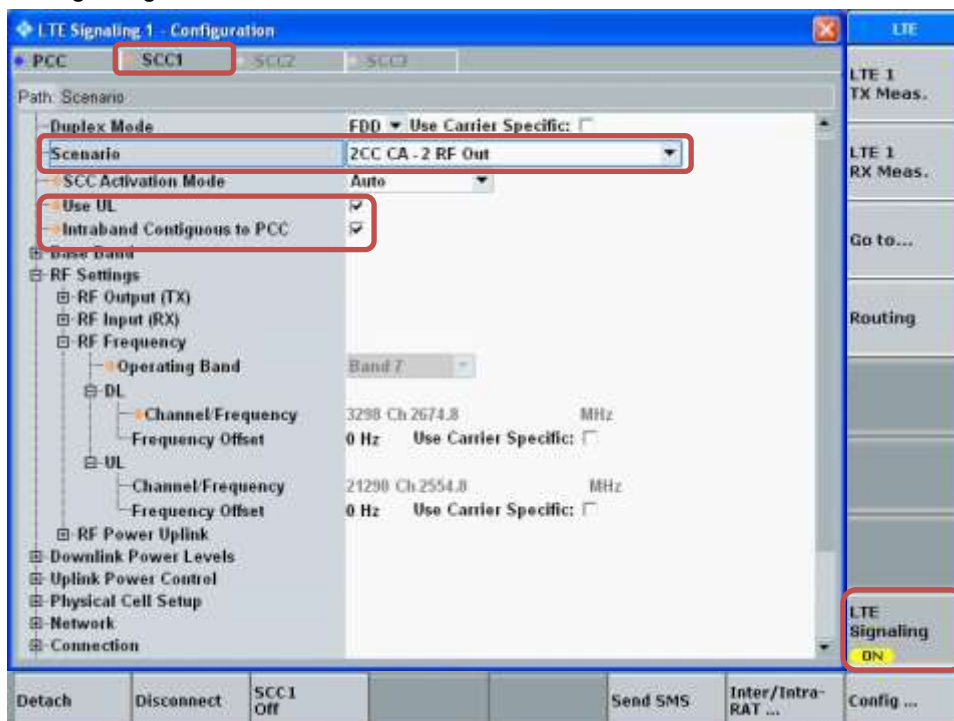 LTE Signaling 1 - Configuration
LTE
PCC SCC1 SCC2 SCC3
Path: Scenario
LTE 1
TX Meas.
Duplex Mode FDD Use Carrier Specific:
Scenario 2CC CA - 2 RF Out
LTE 1
RX Meas.
SCC Activation Mode Auto
Use UL
Intraband Contiguous to PCC
Go to...
Base Band
RF Settings
RF Output (TX)
RF Input (RX)
Routing
RF Frequency
Operating Band Band 7
DL
Channel/Frequency 3298 Ch 2674.8 MHz
Frequency Offset 0 Hz Use Carrier Specific:
UL
Channel/Frequency 21298 Ch 2554.8 MHz
Frequency Offset 0 Hz Use Carrier Specific:
RF Power Uplink
Downlink Power Levels
Uplink Power Control
Physical Cell Setup
Network
Connection
LTE
Signaling
ON
Detach Disconnect SCC1
Off
Send SMS Inter/Intra-
RAT ...
Config ...